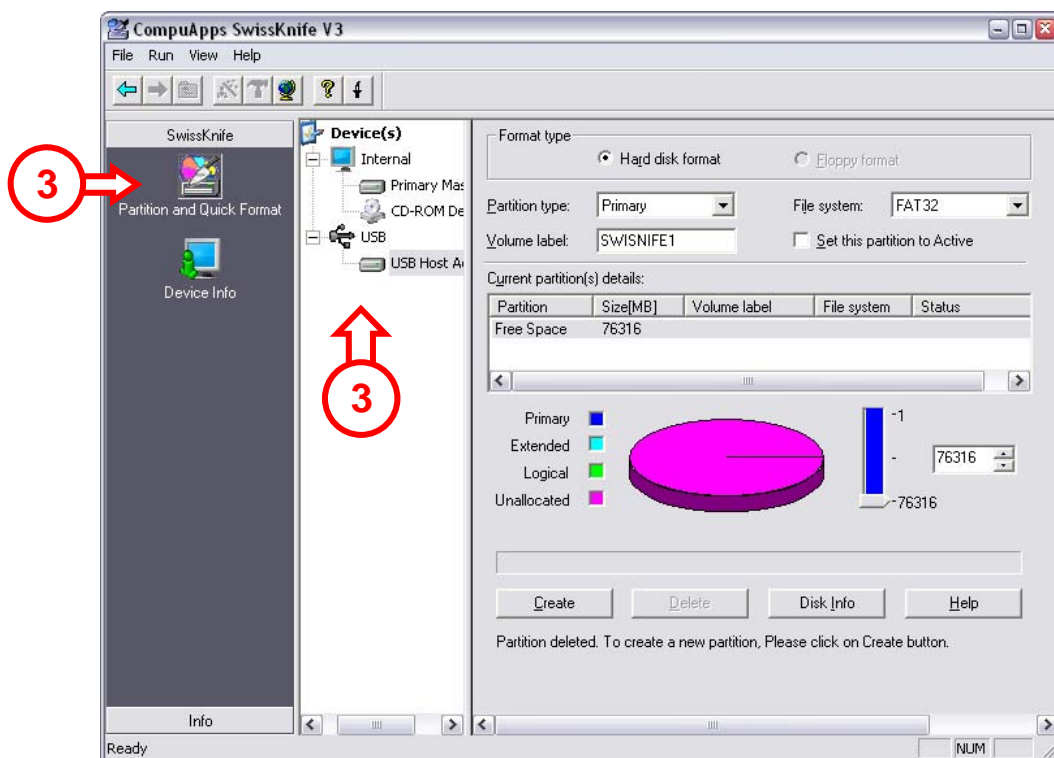 CompuApps SwissKnife V3
File Run View Help
SwissKnife
3
Partition and Quick Format
Device Info
Info
Device(s)
Internal
Primary Mas
CD-ROM De
USB
USB Host A
3
Format type
Hard disk format
Floppy format
Partition type: Primary File system: FAT32
Volume label: SWISNIFE1 Set this partition to Active
Current partition(s) details:
Partition Size[MB] Volume label File system Status
Free Space 76316
Primary
Extended
Logical
Unallocated
-1
-
-76316
76316
Create Delete Disk Info Help
Partition deleted. To create a new partition, Please click on Create button.
Ready NUM